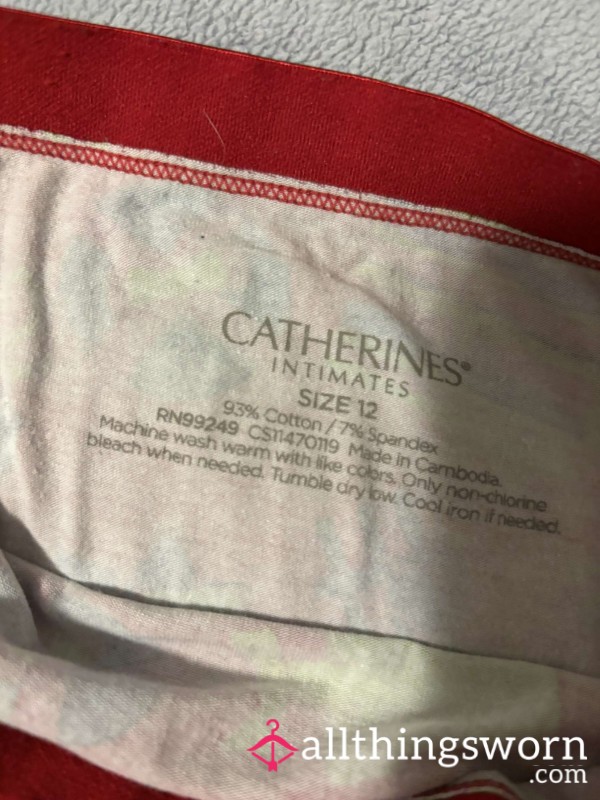 CATHERINES®
INTIMATES
SIZE 12
93% Cotton / 7% Spandex
RN99249 CS11470119 Made in Cambodia.
Machine wash warm with like colors. Only non-chlorine
bleach when needed. Tumble dry low. Cool iron if needed.
allthingsworn
.com